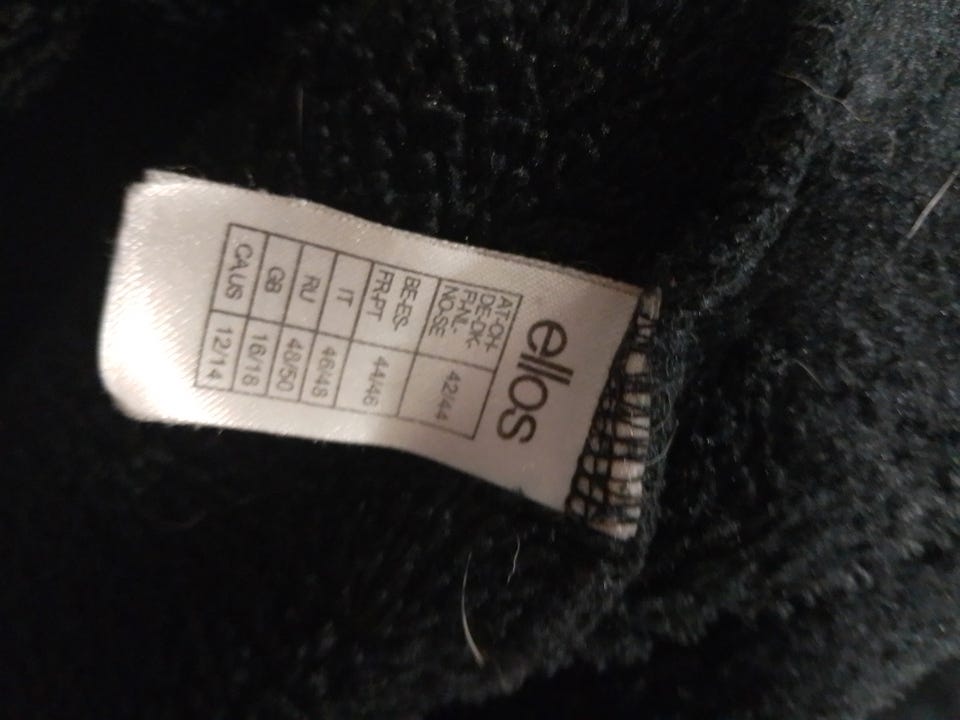 ellos
AT-CH-
DE-DK-
FI-NL-
NO-SE 42/44
BE-ES-
FR-PT 44/46
IT 46/48
RU 48/50
GB 16/18
CA US 12/14